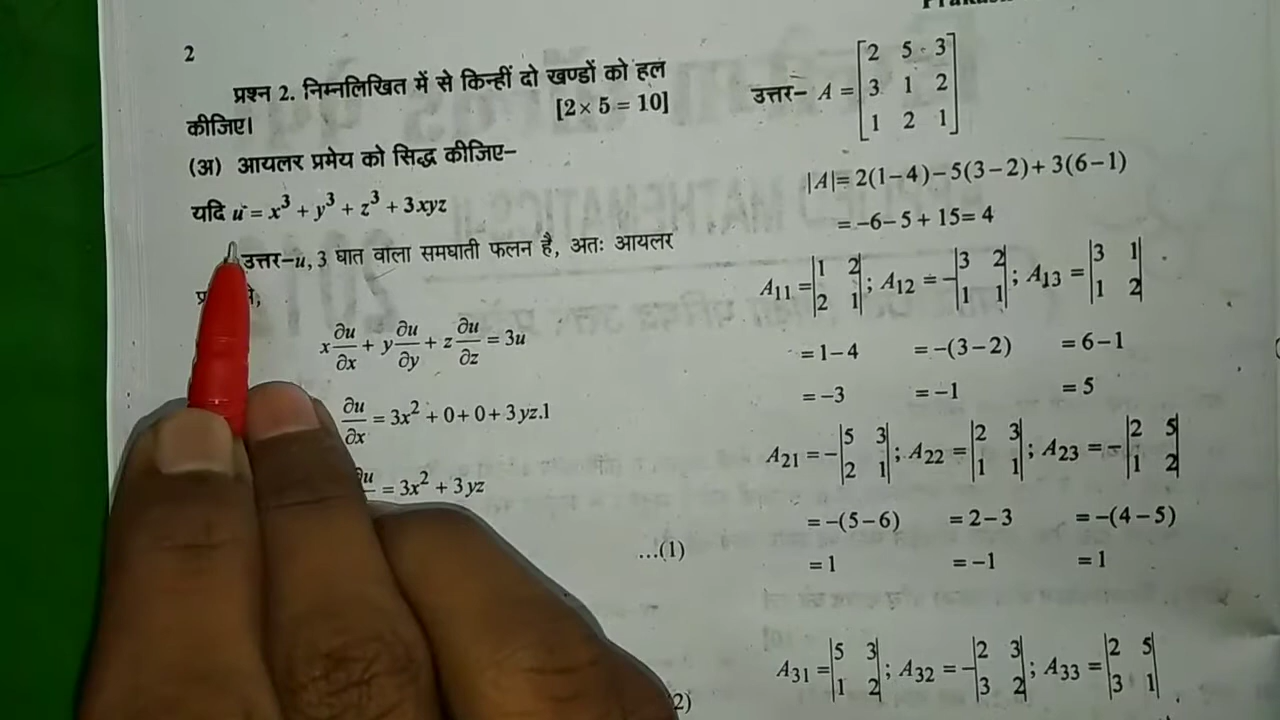 2
प्रश्न 2. निम्नलिखित में से किन्हीं दो खण्डों को हल
कीजिए। [2 × 5 = 10]
(अ) आयलर प्रमेय को सिद्ध कीजिए–
यदि u = x³ + y³ + z³ + 3xyz
उत्तर–u, 3 घात वाला समघाती फलन है, अतः आयलर
x ∂u/∂x + y ∂u/∂y + z ∂u/∂z = 3u
∂u/∂x = 3x² + 0 + 0 + 3yz.1
= 3x² + 3yz
...(1)
2)
उत्तर– A = [2 5 3
3 1 2
1 2 1]
|A| = 2(1−4) − 5(3−2) + 3(6−1)
= −6 − 5 + 15 = 4
A₁₁ = |1 2; 2 1|; A₁₂ = −|3 2; 1 1|; A₁₃ = |3 1; 1 2|
= 1−4 = −(3−2) = 6−1
= −3 = −1 = 5
A₂₁ = −|5 3; 2 1|; A₂₂ = |2 3; 1 1|; A₂₃ = −|2 5; 1 2|
= −(5−6) = 2−3 = −(4−5)
= 1 = −1 = 1
A₃₁ = |5 3; 1 2|; A₃₂ = −|2 3; 3 2|; A₃₃ = |2 5; 3 1|